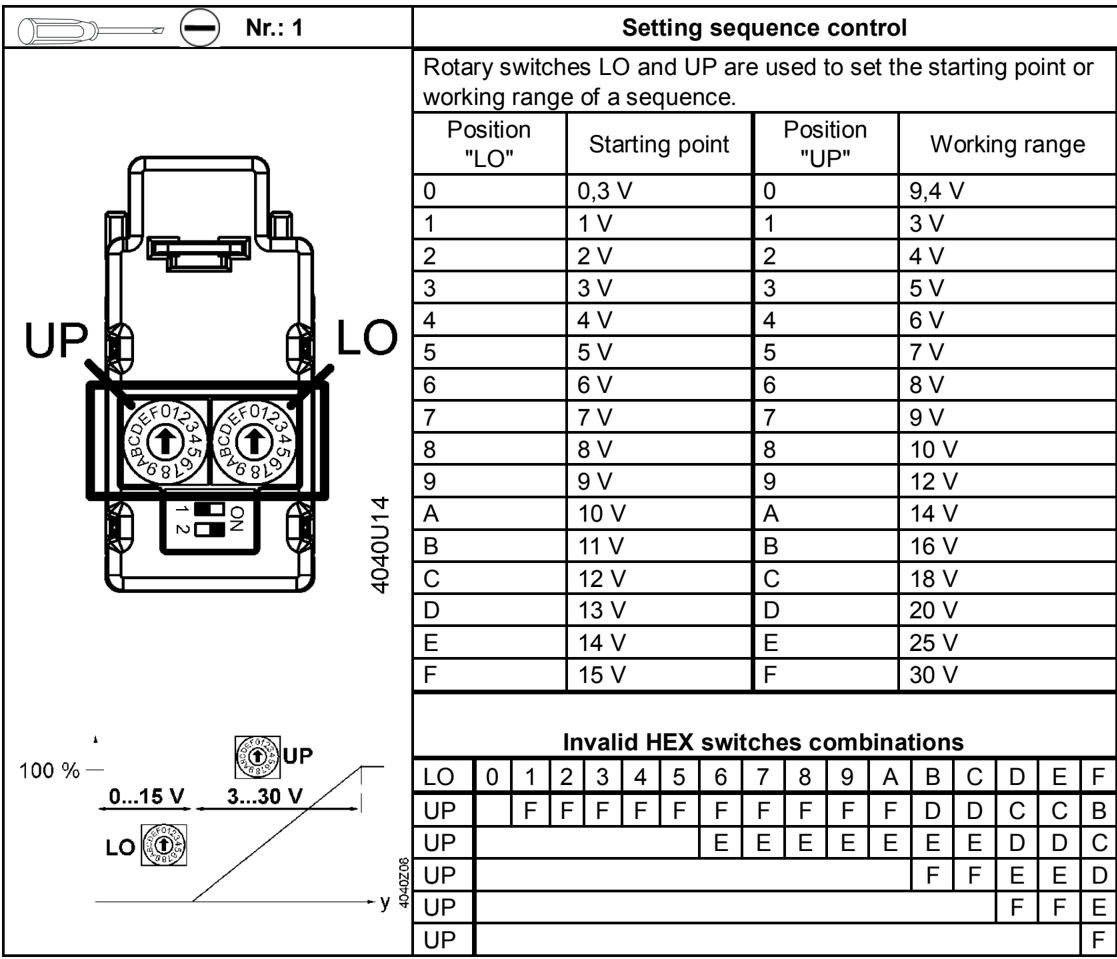 Nr.: 1
Setting sequence control
Rotary switches LO and UP are used to set the starting point or
working range of a sequence.
Position "LO" Starting point Position "UP" Working range
0 0,3 V 0 9,4 V
1 1 V 1 3 V
2 2 V 2 4 V
3 3 V 3 5 V
4 4 V 4 6 V
5 5 V 5 7 V
6 6 V 6 8 V
7 7 V 7 9 V
8 8 V 8 10 V
9 9 V 9 12 V
A 10 V A 14 V
B 11 V B 16 V
C 12 V C 18 V
D 13 V D 20 V
E 14 V E 25 V
F 15 V F 30 V
UP
LO
0123456789ABCDEF
0123456789ABCDEF
ON
1 2
4040U14
0123456789ABCDEF
UP
100 %
0...15 V 3...30 V
LO
0123456789ABCDEF
y
4040Z06
Invalid HEX switches combinations
LO 0 1 2 3 4 5 6 7 8 9 A B C D E F
UP F F F F F F F F F F D D C C B
UP E E E E E E E D D C
UP F F E E D
UP F F E
UP F